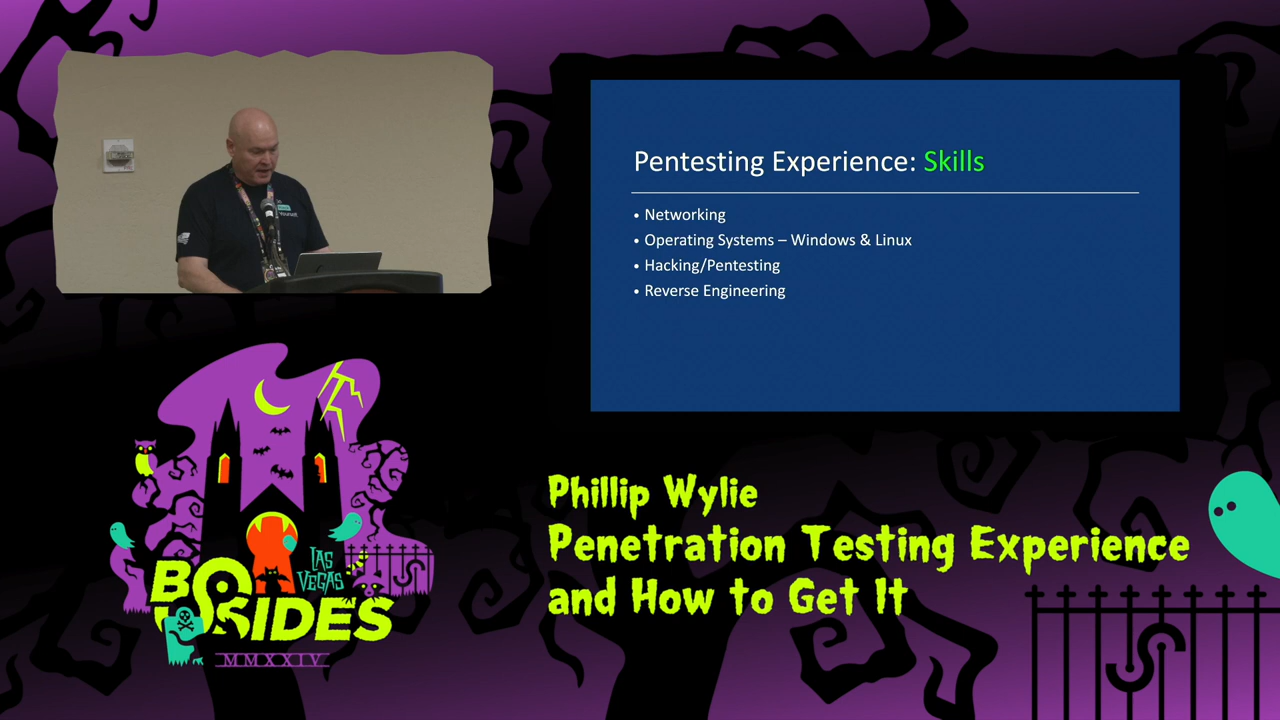 Pentesting Experience: Skills
• Networking
• Operating Systems – Windows & Linux
• Hacking/Pentesting
• Reverse Engineering
Phillip Wylie
Penetration Testing Experience
and How to Get It
LAS
VEGAS
BSIDES
MMXXIV